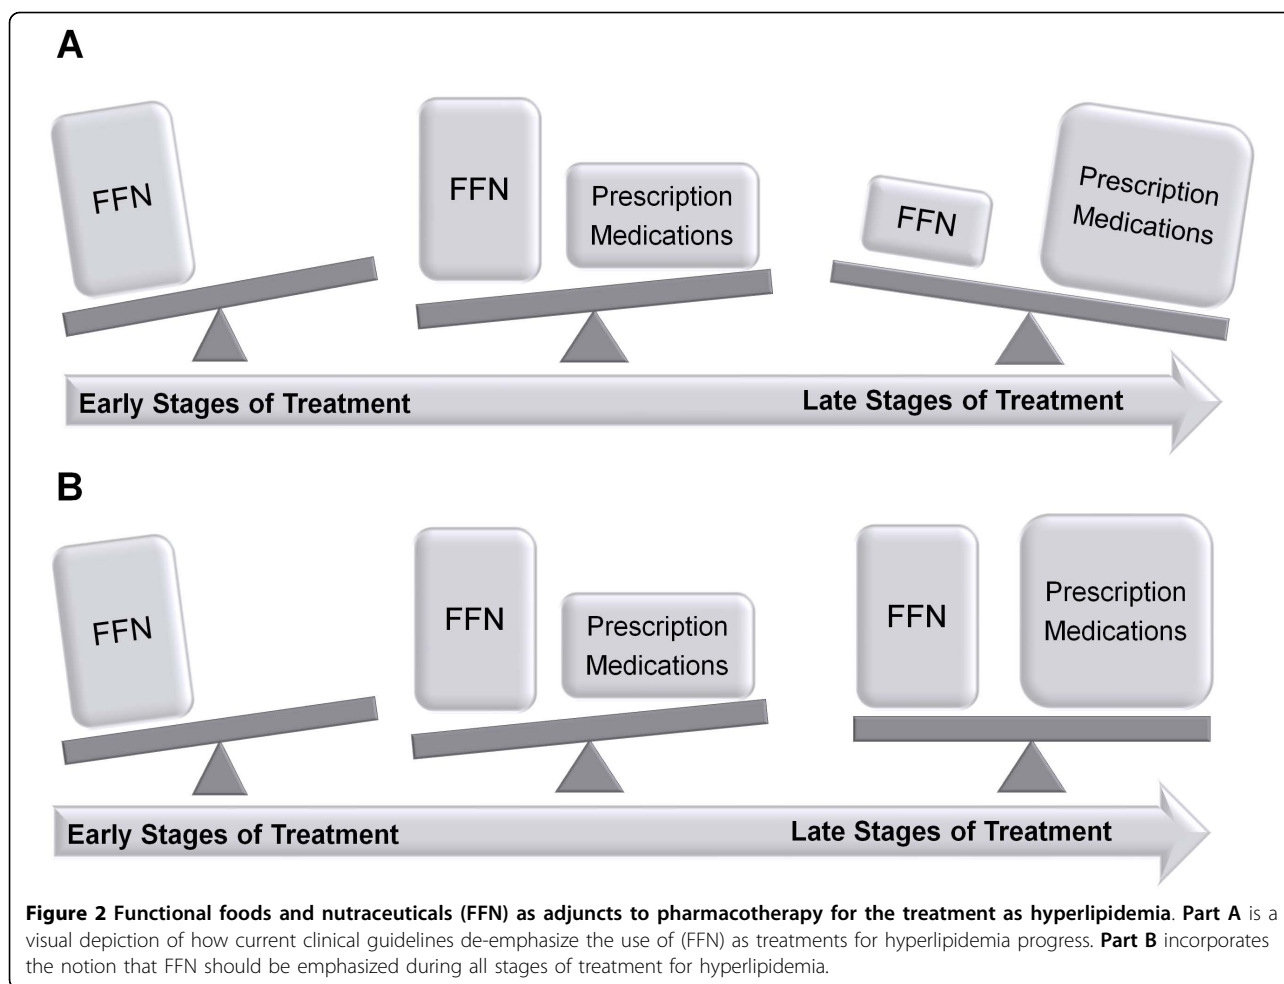 A
FFN
FFN
Prescription
Medications
FFN
Prescription
Medications
Early Stages of Treatment
Late Stages of Treatment
B
FFN
FFN
Prescription
Medications
FFN
Prescription
Medications
Early Stages of Treatment
Late Stages of Treatment
Figure 2 Functional foods and nutraceuticals (FFN) as adjuncts to pharmacotherapy for the treatment as hyperlipidemia. Part A is a
visual depiction of how current clinical guidelines de-emphasize the use of (FFN) as treatments for hyperlipidemia progress. Part B incorporates
the notion that FFN should be emphasized during all stages of treatment for hyperlipidemia.